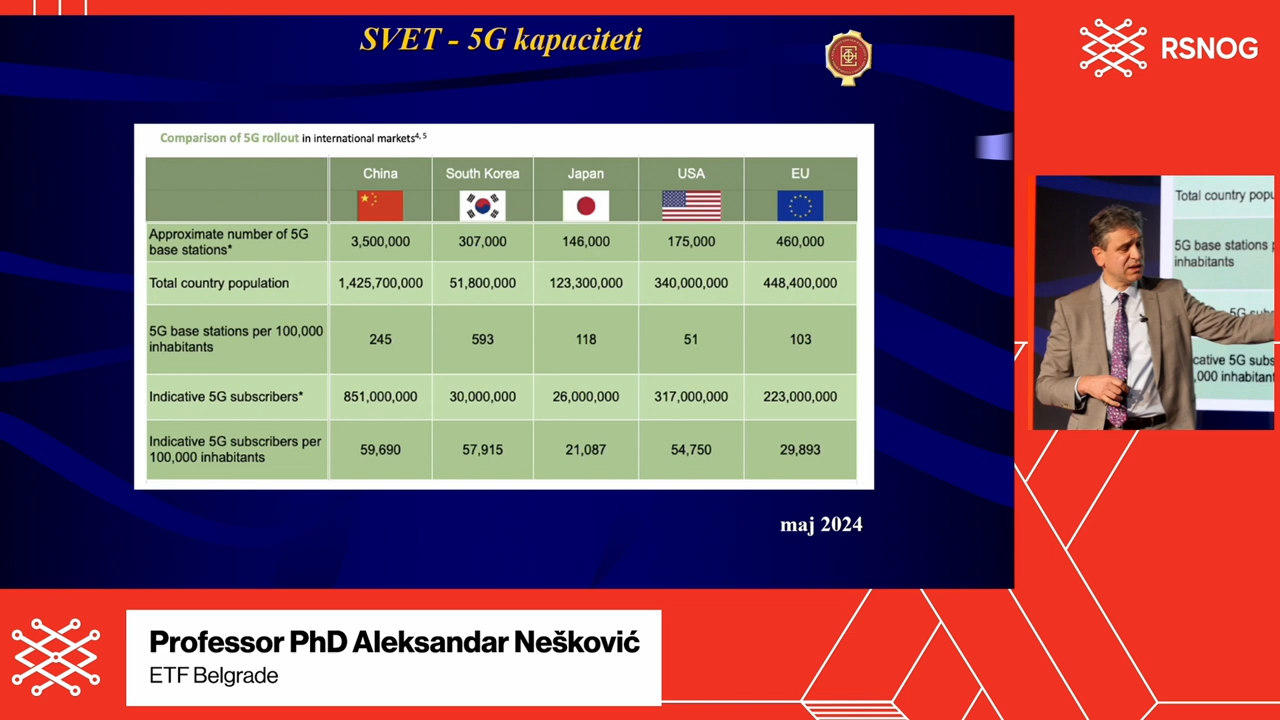 SVET - 5G kapaciteti
RSNOG
Comparison of 5G rollout in international markets4, 5
China South Korea Japan USA EU
Approximate number of 5G
base stations*
3,500,000 307,000 146,000 175,000 460,000
Total country population 1,425,700,000 51,800,000 123,300,000 340,000,000 448,400,000
5G base stations per 100,000
inhabitants
245 593 118 51 103
Indicative 5G subscribers* 851,000,000 30,000,000 26,000,000 317,000,000 223,000,000
Indicative 5G subscribers per
100,000 inhabitants
59,690 57,915 21,087 54,750 29,893
maj 2024
Total country popu
5G base stations p
inhabitants
5G subs
cative 5G subs
,000 inhabitant
Professor PhD Aleksandar Nešković
ETF Belgrade